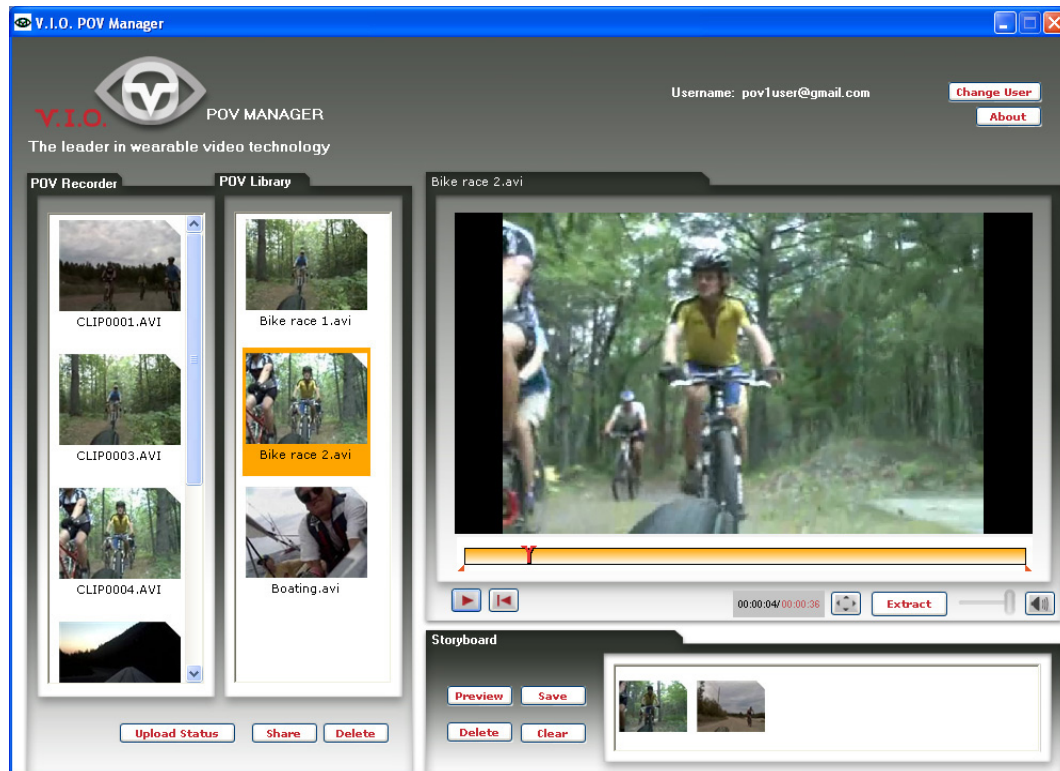 V.I.O. POV Manager
V.I.O.
POV MANAGER
The leader in wearable video technology
Username: pov1user@gmail.com
Change User
About
POV Recorder
CLIP0001.AVI
CLIP0003.AVI
CLIP0004.AVI
POV Library
Bike race 1.avi
Bike race 2.avi
Boating.avi
Upload Status
Share
Delete
Bike race 2.avi
00:00:04/00:00:36
Extract
Storyboard
Preview
Save
Delete
Clear